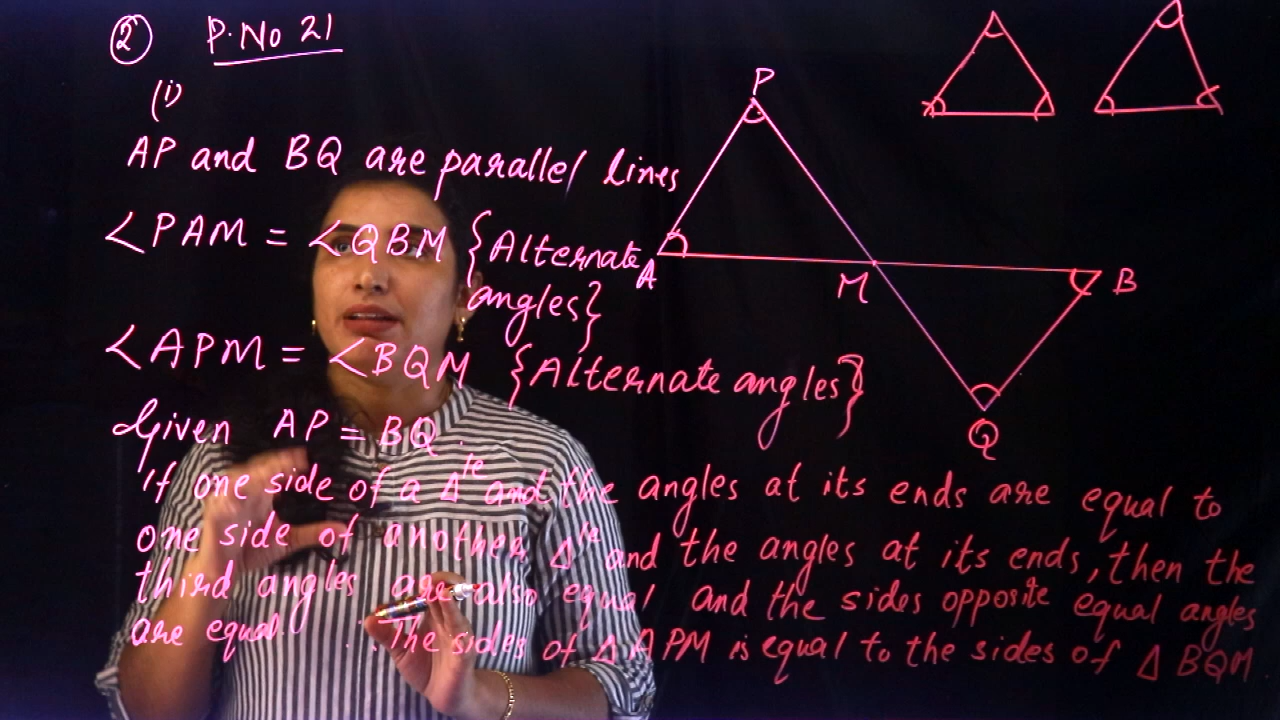 ② P.No 21
(i)
AP and BQ are parallel lines
∠PAM = ∠QBM {Alternate
angles}
∠APM = ∠BQM {Alternate angles}
Given AP = BQ.
If one side of a Δle and the angles at its ends are equal to
one side of another Δle and the angles at its ends, then the
third angles are also equal and the sides opposite equal angles
are equal. ∴ The sides of Δ APM is equal to the sides of Δ BQM
P
A
M
B
Q